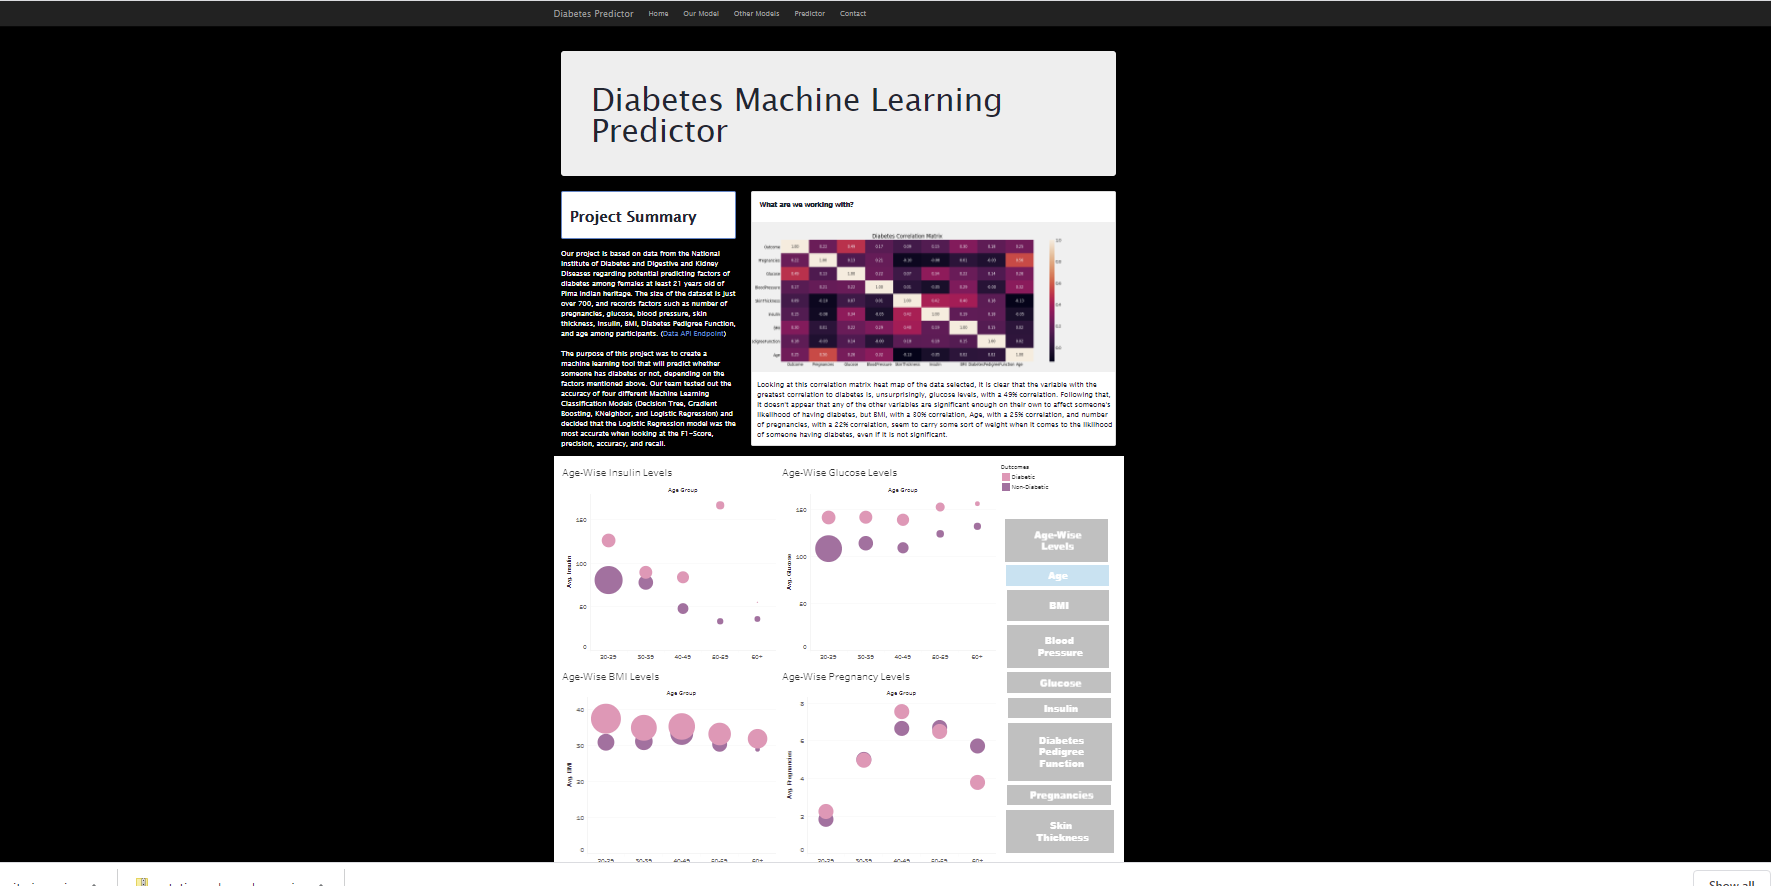 Diabetes Predictor Home Our Model Other Models Predictor Contact
Diabetes Machine Learning
Predictor
Project Summary
Our project is based on data from the National
Institute of Diabetes and Digestive and Kidney
Diseases regarding potential predicting factors of
diabetes among females at least 21 years old of
Pima Indian heritage. The size of the dataset is just
over 700, and records factors such as number of
pregnancies, glucose, blood pressure, skin
thickness, insulin, BMI, Diabetes Pedigree Function,
and age among participants. (Data API Endpoint)
The purpose of this project was to create a
machine learning tool that will predict whether
someone has diabetes or not, depending on the
factors mentioned above. Our team tested out the
accuracy of four different Machine Learning
Classification Models (Decision Tree, Gradient
Boosting, KNeighbor, and Logistic Regression) and
decided that the Logistic Regression model was the
most accurate when looking at the F1-Score,
precision, accuracy, and recall.
What are we working with?
Diabetes Correlation Matrix
Outcome
Pregnancies
Glucose
BloodPressure
SkinThickness
Insulin
BMI
Age
Outcome Pregnancies Glucose BloodPressure SkinThickness Insulin BMI DiabetesPedigreeFunction Age
Looking at this correlation matrix heat map of the data selected, it is clear that the variable with the
greatest correlation to diabetes is, unsurprisingly, glucose levels, with a 49% correlation. Following that,
it doesn't appear that any of the other variables are significant enough on their own to affect someone's
likelihood of having diabetes, but BMI, with a 30% correlation, Age, with a 25% correlation, and number
of pregnancies, with a 22% correlation, seem to carry some sort of weight when it comes to the liklihood
of someone having diabetes, even if it is not significant.
Age-Wise Insulin Levels
Age Group
150
100
50
0
Avg. Insulin
20-29 30-39 40-49 50-59 60+
Age-Wise Glucose Levels
Age Group
150
100
50
0
Avg. Glucose
20-29 30-39 40-49 50-59 60+
Outcomes
Diabetic
Non-Diabetic
Age-Wise BMI Levels
Age Group
40
30
20
10
0
Avg. BMI
20-29 30-39 40-49 50-59 60+
Age-Wise Pregnancy Levels
Age Group
8
6
4
2
0
Avg. Pregnancies
20-29 30-39 40-49 50-59 60+
Age-Wise
Levels
Age
BMI
Blood
Pressure
Glucose
Insulin
Diabetes
Pedigree
Function
Pregnancies
Skin
Thickness
Show all